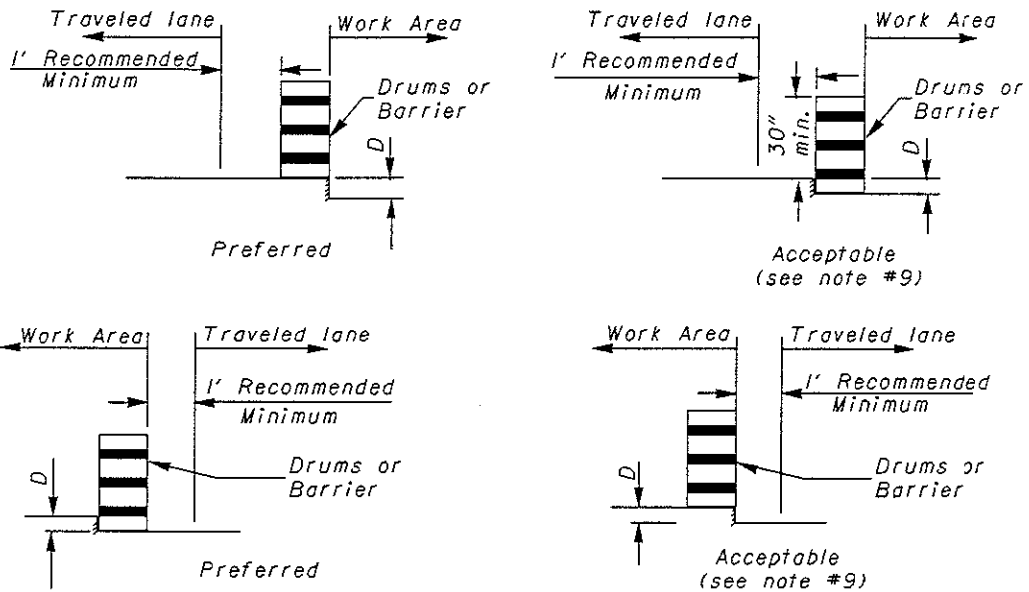 Traveled lane
Work Area
1' Recommended
Minimum
Drums or
Barrier
D
Preferred
Traveled lane
Work Area
1' Recommended
Minimum
30" min.
Drums or
Barrier
D
Acceptable
(see note #9)
Work Area
Traveled lane
1' Recommended
Minimum
D
Drums or
Barrier
Preferred
Work Area
Traveled lane
1' Recommended
Minimum
D
Drums or
Barrier
Acceptable
(see note #9)